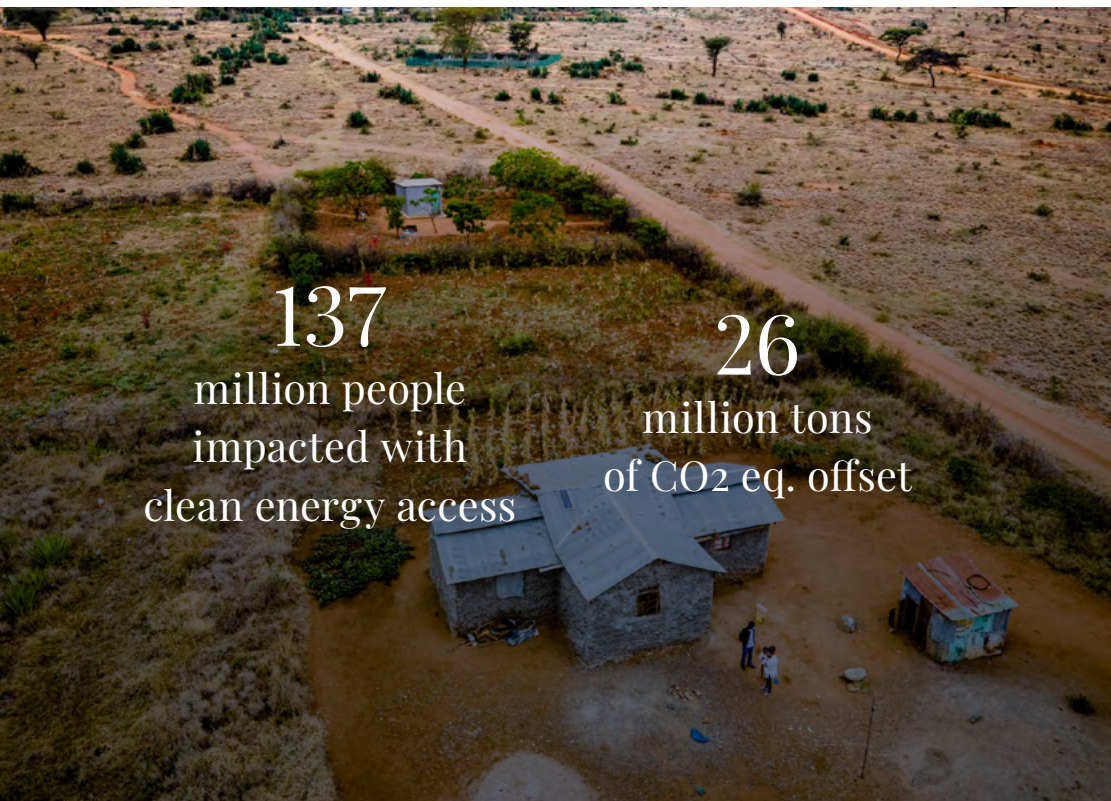 137
million people
impacted with
clean energy access
26
million tons
of CO2 eq. offset